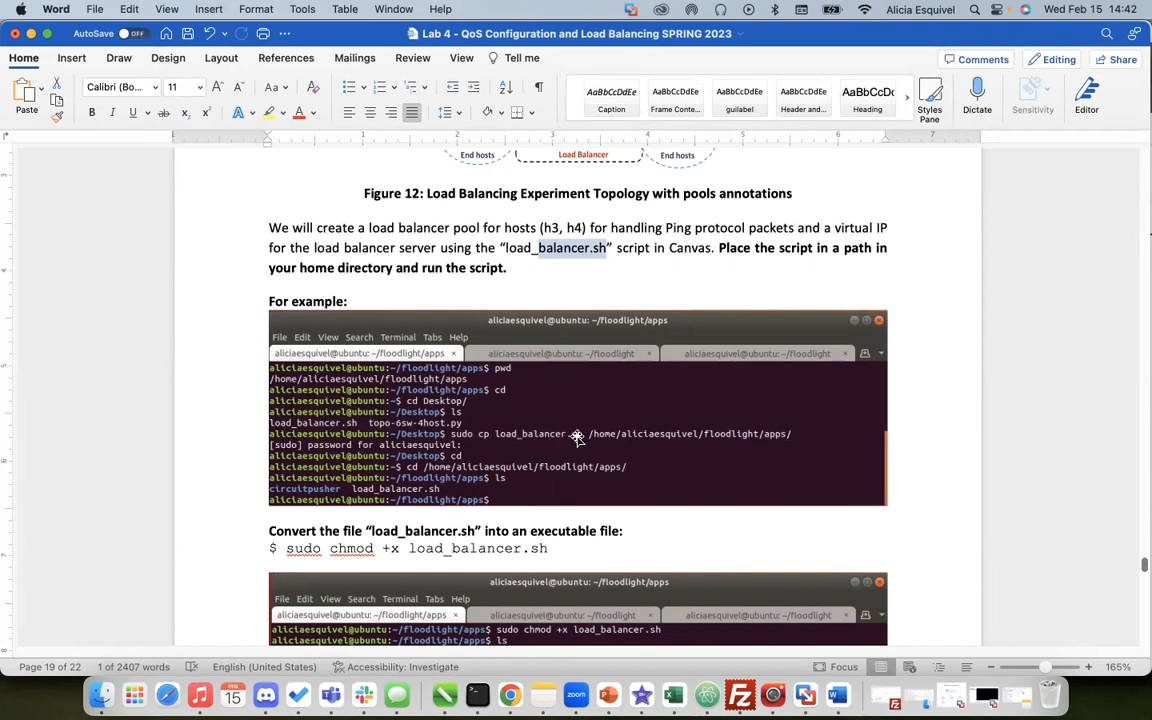 Word File Edit View Insert Format Tools Table Window Help Alicia Esquivel Wed Feb 15 14:42
AutoSave OFF Lab 4 - QoS Configuration and Load Balancing SPRING 2023
Home Insert Draw Design Layout References Mailings Review View Tell me Comments Editing Share
Paste Calibri (Bo... 11 A A Aa A
B I U ab x x A A
AaBbCcDdEe AaBbCcDdEe AaBbCcDdEe AaBbCcDdEe AaBbCcDc
Caption Frame Conte... guilabel Header and... Heading
Styles Pane Dictate Sensitivity Editor
1 1 2 3 4 5 6 7
End hosts Load Balancer End hosts
Figure 12: Load Balancing Experiment Topology with pools annotations
We will create a load balancer pool for hosts (h3, h4) for handling Ping protocol packets and a virtual IP
for the load balancer server using the “load_balancer.sh” script in Canvas. Place the script in a path in
your home directory and run the script.
For example:
aliciaesquivel@ubuntu: ~/floodlight/apps
File Edit View Search Terminal Tabs Help
aliciaesquivel@ubuntu: ~/floodlight/apps × aliciaesquivel@ubuntu: ~/floodlight × aliciaesquivel@ubuntu: ~/floodlight ×
aliciaesquivel@ubuntu:~/floodlight/apps$ pwd
/home/aliciaesquivel/floodlight/apps
aliciaesquivel@ubuntu:~/floodlight/apps$ cd
aliciaesquivel@ubuntu:~$ cd Desktop/
aliciaesquivel@ubuntu:~/Desktop$ ls
load_balancer.sh topo-6sw-4host.py
aliciaesquivel@ubuntu:~/Desktop$ sudo cp load_balancer. /home/aliciaesquivel/floodlight/apps/
[sudo] password for aliciaesquivel:
aliciaesquivel@ubuntu:~/Desktop$ cd
aliciaesquivel@ubuntu:~$ cd /home/aliciaesquivel/floodlight/apps/
aliciaesquivel@ubuntu:~/floodlight/apps$ ls
circuitpusher load_balancer.sh
aliciaesquivel@ubuntu:~/floodlight/apps$
Convert the file “load_balancer.sh” into an executable file:
$ sudo chmod +x load_balancer.sh
aliciaesquivel@ubuntu: ~/floodlight/apps
File Edit View Search Terminal Tabs Help
aliciaesquivel@ubuntu: ~/floodlight/apps × aliciaesquivel@ubuntu: ~/floodlight × aliciaesquivel@ubuntu: ~/floodlight ×
aliciaesquivel@ubuntu:~/floodlight/apps$ sudo chmod +x load_balancer.sh
aliciaesquivel@ubuntu:~/floodlight/apps$ ls
Page 19 of 22 1 of 2407 words English (United States) Accessibility: Investigate Focus 165%
FEB 15 zoom